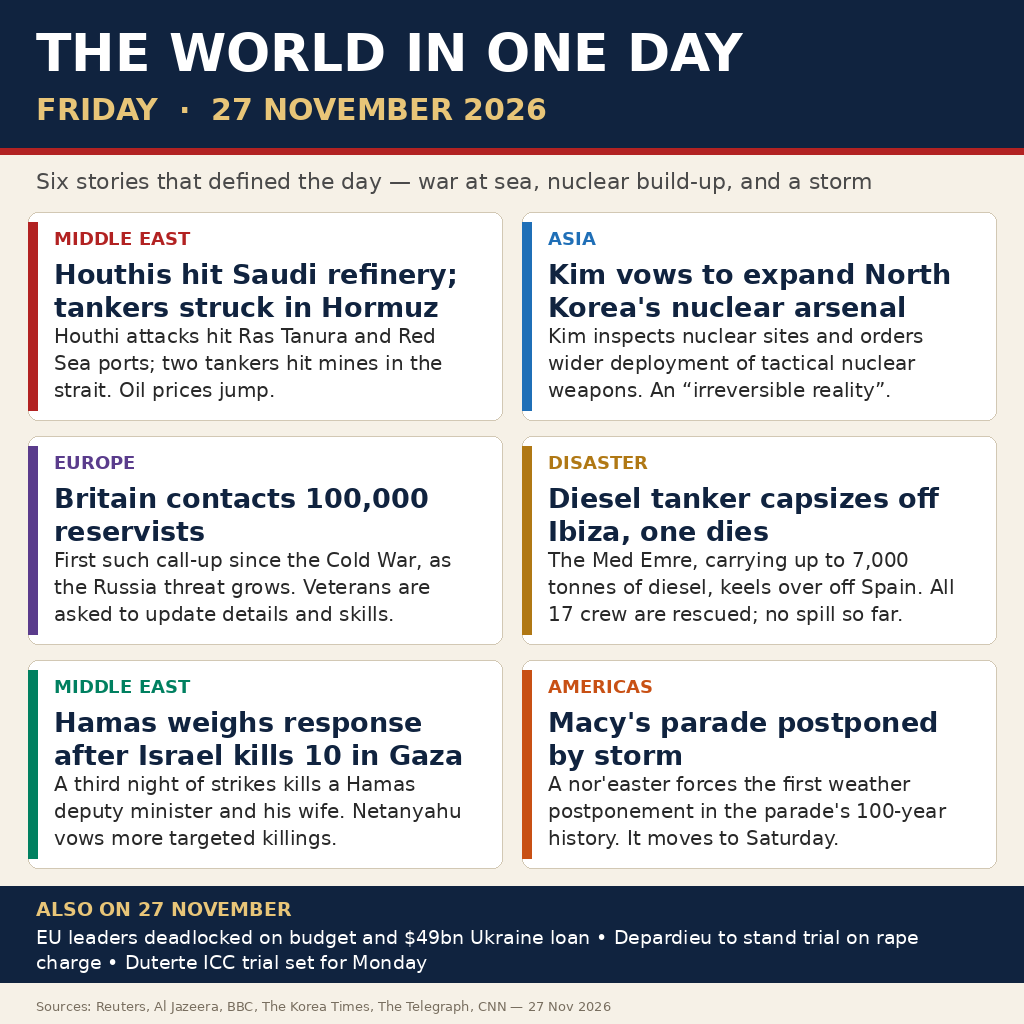 THE WORLD IN ONE DAY
FRIDAY · 27 NOVEMBER 2026
Six stories that defined the day — war at sea, nuclear build-up, and a storm
MIDDLE EAST
Houthis hit Saudi refinery;
tankers struck in Hormuz
Houthi attacks hit Ras Tanura and Red
Sea ports; two tankers hit mines in the
strait. Oil prices jump.
ASIA
Kim vows to expand North
Korea's nuclear arsenal
Kim inspects nuclear sites and orders
wider deployment of tactical nuclear
weapons. An “irreversible reality”.
EUROPE
Britain contacts 100,000
reservists
First such call-up since the Cold War, as
the Russia threat grows. Veterans are
asked to update details and skills.
DISASTER
Diesel tanker capsizes off
Ibiza, one dies
The Med Emre, carrying up to 7,000
tonnes of diesel, keels over off Spain. All
17 crew are rescued; no spill so far.
MIDDLE EAST
Hamas weighs response
after Israel kills 10 in Gaza
A third night of strikes kills a Hamas
deputy minister and his wife. Netanyahu
vows more targeted killings.
AMERICAS
Macy's parade postponed
by storm
A nor'easter forces the first weather
postponement in the parade's 100-year
history. It moves to Saturday.
ALSO ON 27 NOVEMBER
EU leaders deadlocked on budget and $49bn Ukraine loan • Depardieu to stand trial on rape
charge • Duterte ICC trial set for Monday
Sources: Reuters, Al Jazeera, BBC, The Korea Times, The Telegraph, CNN — 27 Nov 2026